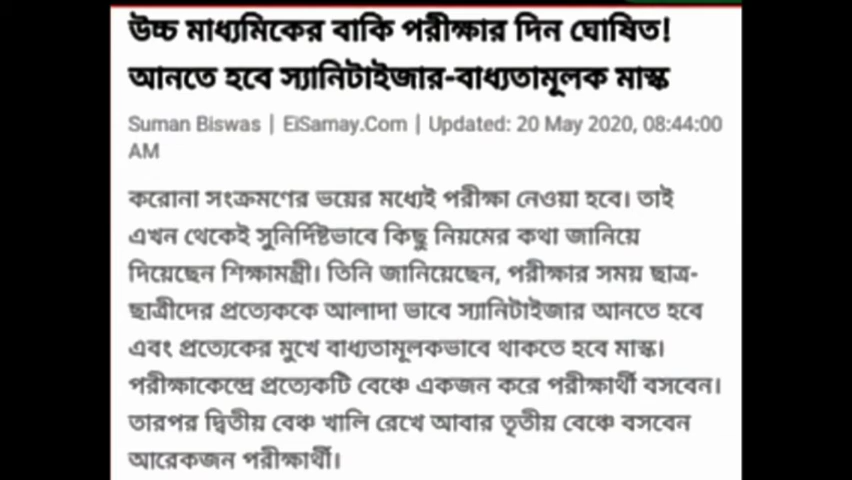 উচ্চ মাধ্যমিকের বাকি পরীক্ষার দিন ঘোষিত!
আনতে হবে স্যানিটাইজার-বাধ্যতামূলক মাস্ক
Suman Biswas | EiSamay.Com | Updated: 20 May 2020, 08:44:00
AM
করোনা সংক্রমণের ভয়ের মধ্যেই পরীক্ষা নেওয়া হবে। তাই
এখন থেকেই সুনির্দিষ্টভাবে কিছু নিয়মের কথা জানিয়ে
দিয়েছেন শিক্ষামন্ত্রী। তিনি জানিয়েছেন, পরীক্ষার সময় ছাত্র-
ছাত্রীদের প্রত্যেককে আলাদা ভাবে স্যানিটাইজার আনতে হবে
এবং প্রত্যেকের মুখে বাধ্যতামূলকভাবে থাকতে হবে মাস্ক।
পরীক্ষাকেন্দ্রে প্রত্যেকটি বেঞ্চে একজন করে পরীক্ষার্থী বসবেন।
তারপর দ্বিতীয় বেঞ্চ খালি রেখে আবার তৃতীয় বেঞ্চে বসবেন
আরেকজন পরীক্ষার্থী।